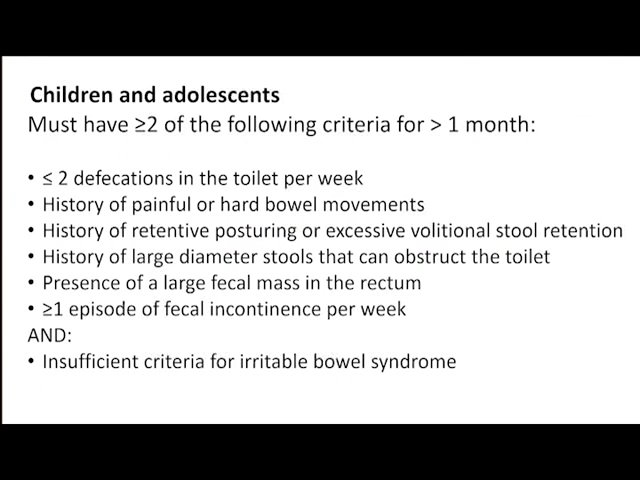 Children and adolescents
Must have ≥2 of the following criteria for > 1 month:
• ≤ 2 defecations in the toilet per week
• History of painful or hard bowel movements
• History of retentive posturing or excessive volitional stool retention
• History of large diameter stools that can obstruct the toilet
• Presence of a large fecal mass in the rectum
• ≥1 episode of fecal incontinence per week
AND:
• Insufficient criteria for irritable bowel syndrome